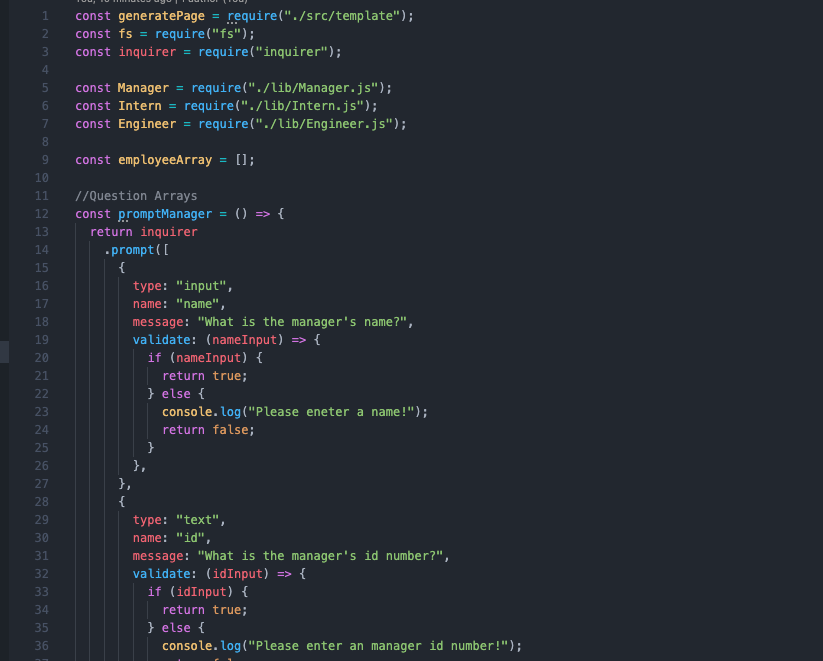 You, 10 minutes ago | 1 author (You)
1 const generatePage = require("./src/template");
2 const fs = require("fs");
3 const inquirer = require("inquirer");
4
5 const Manager = require("./lib/Manager.js");
6 const Intern = require("./lib/Intern.js");
7 const Engineer = require("./lib/Engineer.js");
8
9 const employeeArray = [];
10
11 //Question Arrays
12 const promptManager = () => {
13   return inquirer
14     .prompt([
15       {
16         type: "input",
17         name: "name",
18         message: "What is the manager's name?",
19         validate: (nameInput) => {
20           if (nameInput) {
21             return true;
22           } else {
23             console.log("Please eneter a name!");
24             return false;
25           }
26         },
27       },
28       {
29         type: "text",
30         name: "id",
31         message: "What is the manager's id number?",
32         validate: (idInput) => {
33           if (idInput) {
34             return true;
35           } else {
36             console.log("Please enter an manager id number!");